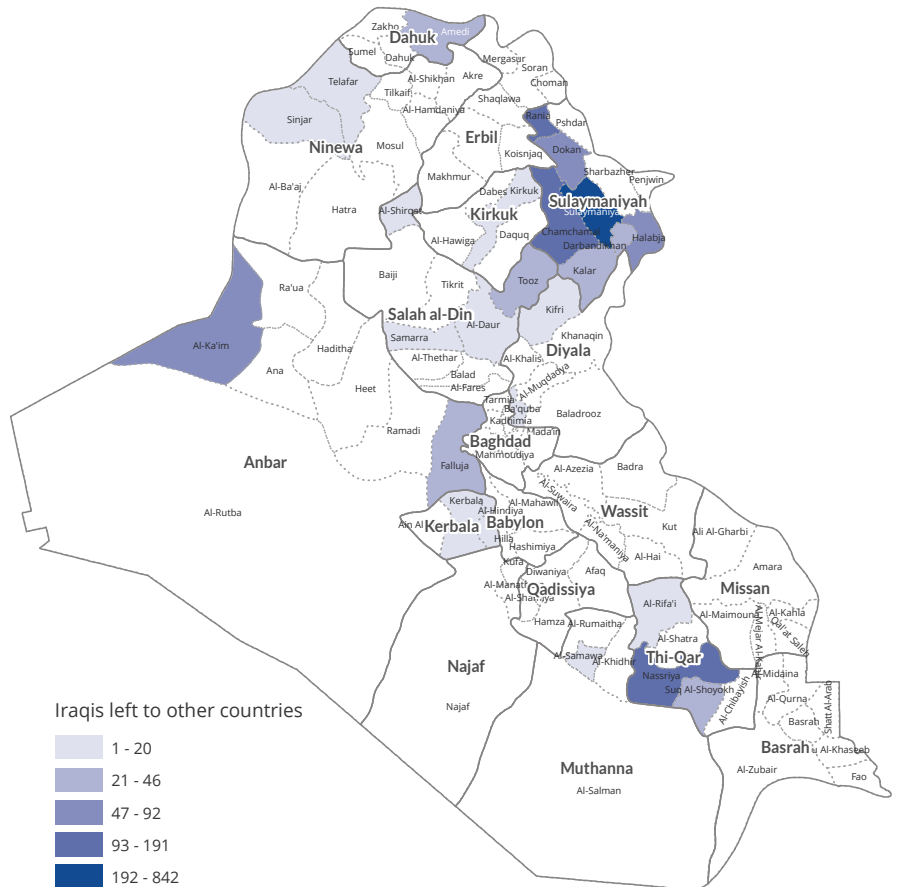 Zakho
Amedi
Dahuk
Sumel
Dahuk
Mergasur
Soran
Telafar
Al-Shikhan
Akre
Choman
Tilkaif
Shaqlawa
Al-Hamdaniya
Rania
Pshdar
Sinjar
Erbil
Ninewa
Mosul
Dokan
Koisnjaq
Sharbazher
Makhmur
Penjwin
Al-Ba'aj
Dabes
Kirkuk
Sulaymaniyah
Hatra
Al-Shirqat
Kirkuk
Sulaymaniya
Daquq
Chamchamal
Al-Hawiga
Halabja
Darbandikhan
Baiji
Kalar
Tooz
Ra'ua
Tikrit
Kifri
Salah al-Din
Al-Daur
Samarra
Khanaqin
Al-Ka'im
Haditha
Al-Thethar
Al-Khalis
Diyala
Ana
Balad
Al-Muqdadya
Heet
Al-Fares
Tarmia
Ba'quba
Baladrooz
Kadhimia
Ramadi
Mada'in
Baghdad
Mahmoudiya
Anbar
Falluja
Al-Azezia
Badra
Al-Suwaira
Kerbala
Al-Mahawil
Al-Rutba
Al-Hindiya
Wassit
Ain Al
Kerbala
Babylon
Al-Na'maniya
Kut
Ali Al-Gharbi
Hilla
Hashimiya
Al-Hai
Kufa
Diwaniya
Afaq
Amara
Al-Manath
Qadissiya
Missan
Al-Shamiya
Al-Rifa'i
Al-Maimouna
Al-Kahla
Al-Mejar Al-Kabi
Qal'at Saleh
Hamza
Al-Rumaitha
Al-Shatra
Al-Samawa
Al-Khidhir
Thi-Qar
Najaf
Nassriya
Al-Midaina
Suq Al-Shoyokh
Al-Chibayish
Najaf
Al-Qurna
Shatt Al-Arab
Basrah
Iraqis left to other countries
Basrah
Al-Khaseeb
1 - 20
Muthanna
Al-Zubair
Fao
21 - 46
Al-Salman
47 - 92
93 - 191
192 - 842